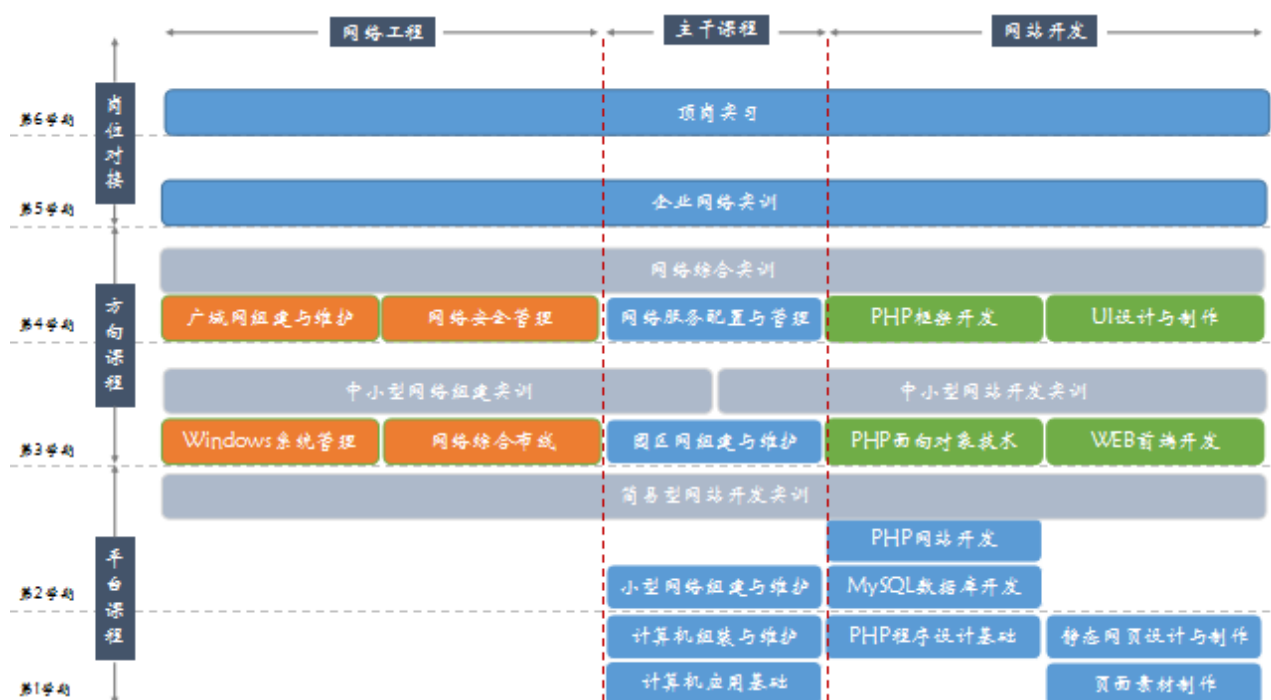 网络工程
主干课程
网站开发
岗位对接
第6学期
顶岗实习
第5学期
企业网络实训
方向课程
网络综合实训
第4学期
广域网组建与维护
网络安全管理
网络服务配置与管理
PHP框架开发
UI设计与制作
中小型网络组建实训
中小型网站开发实训
第3学期
Windows系统管理
网络综合布线
园区网组建与维护
PHP面向对象技术
WEB前端开发
平台课程
简易型网站开发实训
PHP网站开发
第2学期
小型网络组建与维护
MySQL数据库开发
计算机组装与维护
PHP程序设计基础
静态网页设计与制作
第1学期
计算机应用基础
页面素材制作